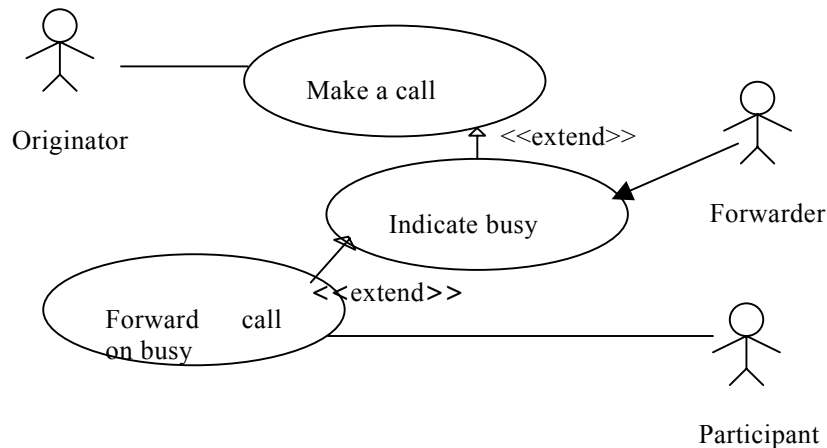 Make a call
Originator
<<extend>>
Forwarder
Indicate busy
<<extend>>
Forward call
on busy
Participant